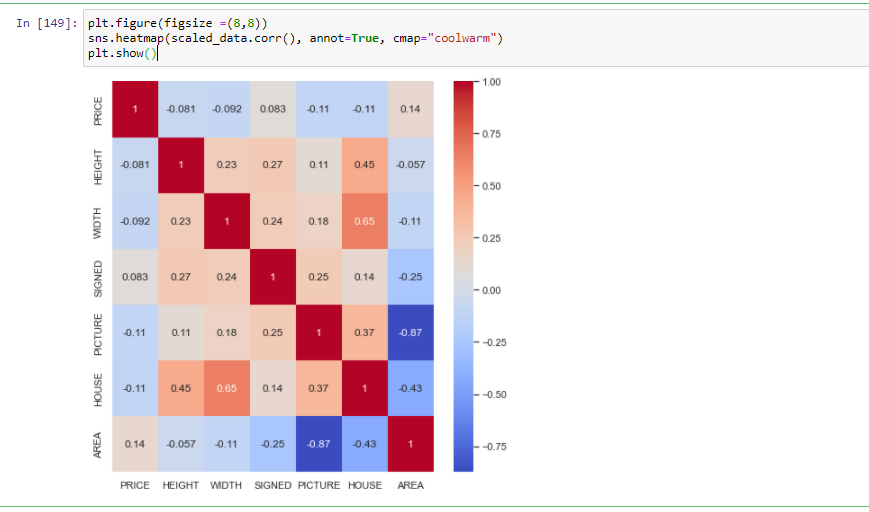 In [149]: plt.figure(figsize =(8,8))
sns.heatmap(scaled_data.corr(), annot=True, cmap="coolwarm")
plt.show()
PRICE 1 -0.081 -0.092 0.083 -0.11 -0.11 0.14
HEIGHT -0.081 1 0.23 0.27 0.11 0.45 -0.057
WIDTH -0.092 0.23 1 0.24 0.18 0.65 -0.11
SIGNED 0.083 0.27 0.24 1 0.25 0.14 -0.25
PICTURE -0.11 0.11 0.18 0.25 1 0.37 -0.87
HOUSE -0.11 0.45 0.65 0.14 0.37 1 -0.43
AREA 0.14 -0.057 -0.11 -0.25 -0.87 -0.43 1
PRICE HEIGHT WIDTH SIGNED PICTURE HOUSE AREA
1.00
0.75
0.50
0.25
0.00
-0.25
-0.50
-0.75